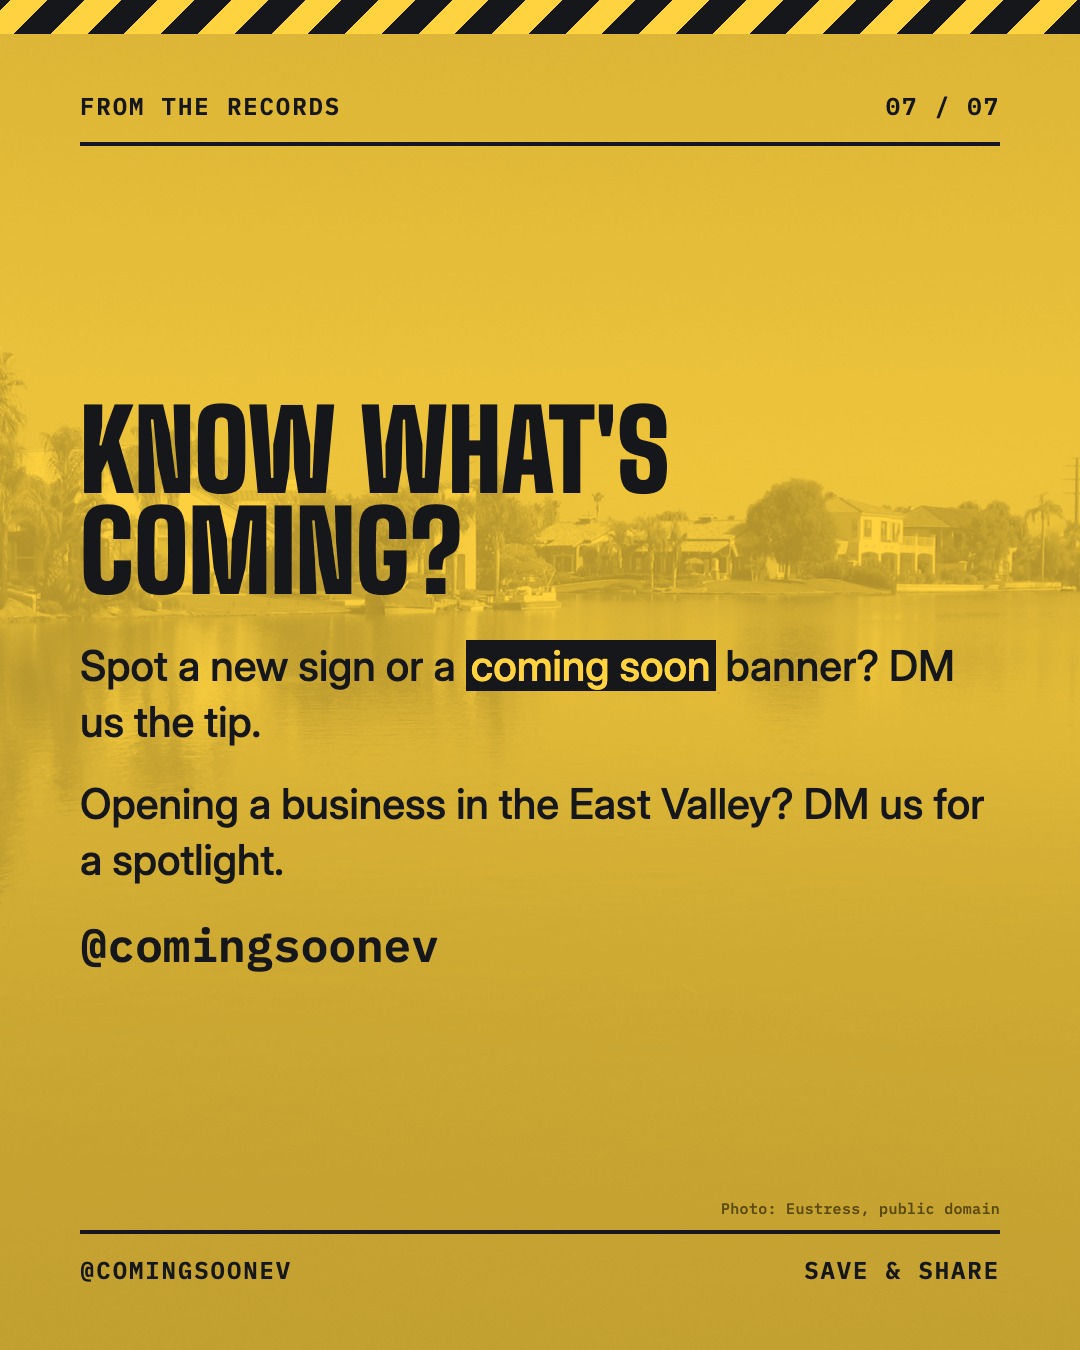 FROM THE RECORDS
07 / 07
KNOW WHAT'S
COMING?
Spot a new sign or a coming soon banner? DM
us the tip.
Opening a business in the East Valley? DM us for
a spotlight.
@comingsoonev
Photo: Eustress, public domain
@COMINGSOONEV
SAVE & SHARE